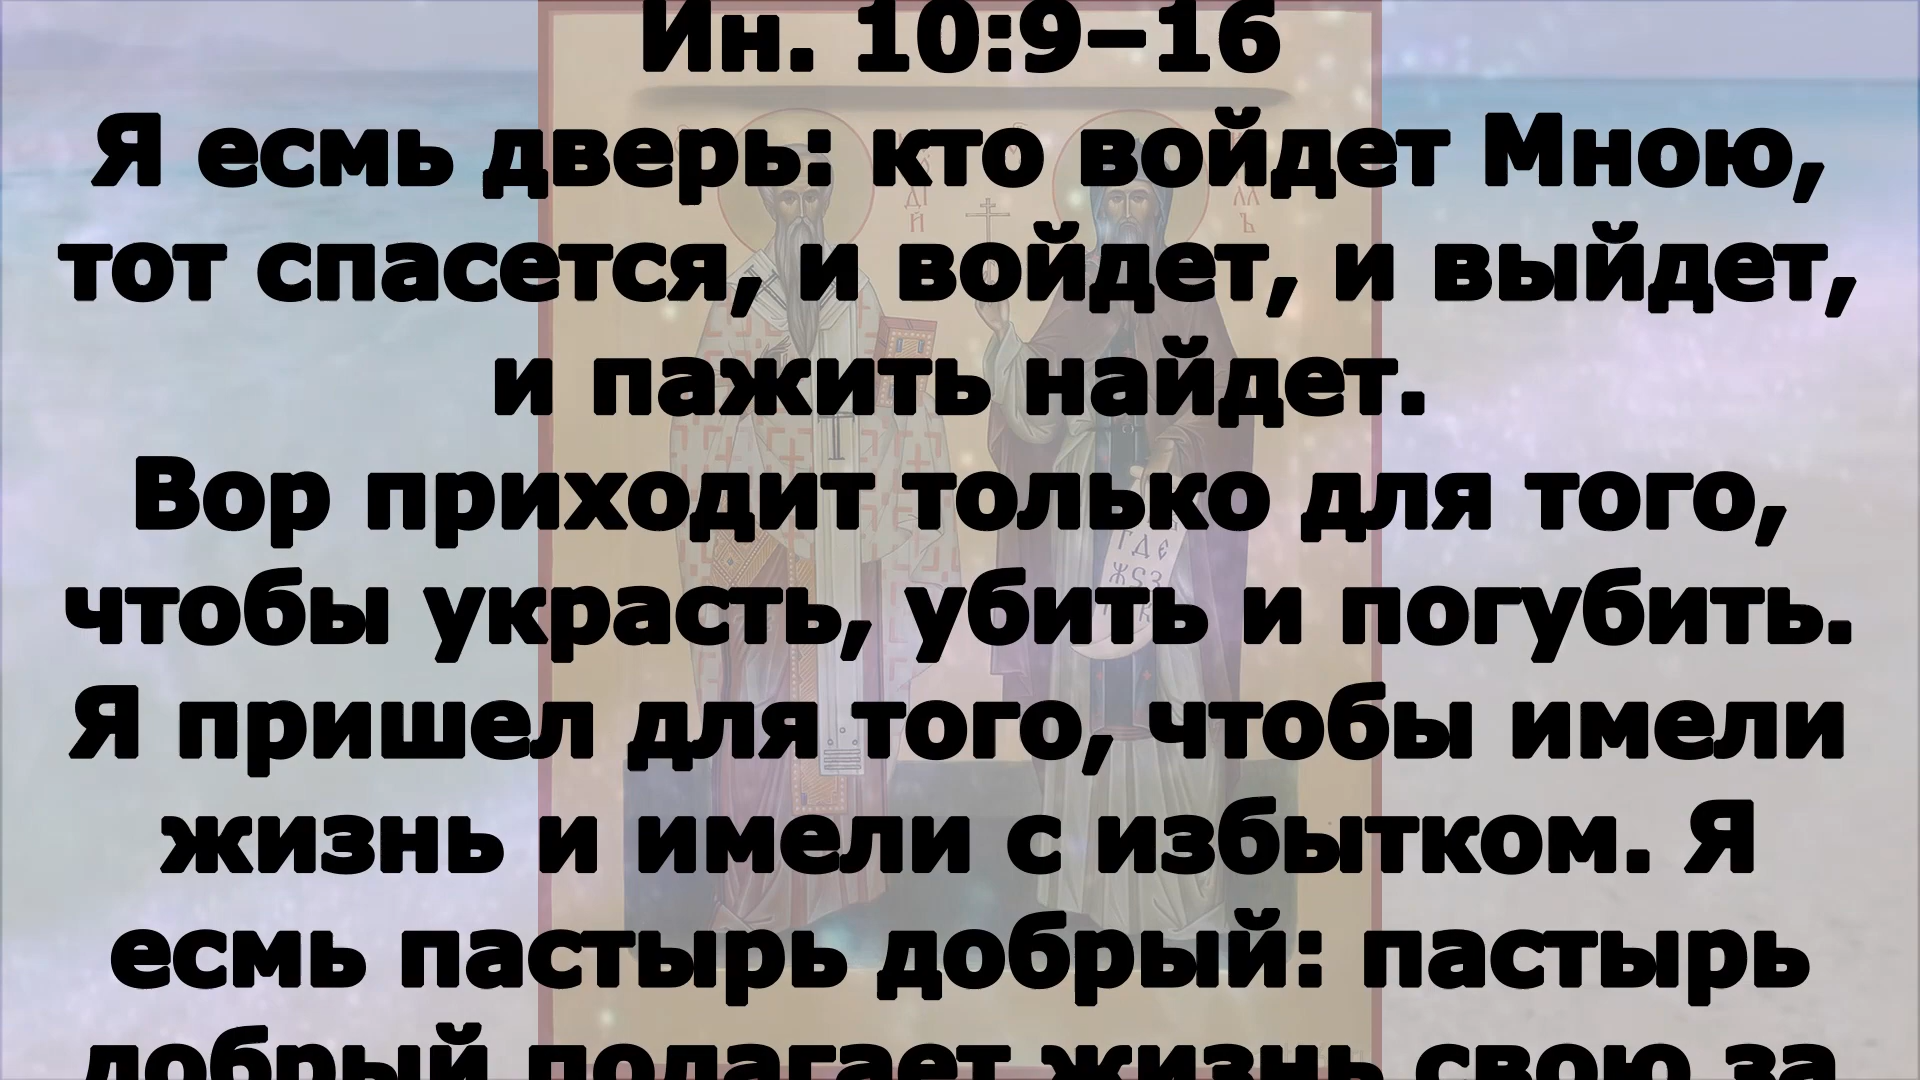 Ин. 10:9–16
Я есмь дверь: кто войдет Мною,
тот спасется, и войдет, и выйдет,
и пажить найдет.
Вор приходит только для того,
чтобы украсть, убить и погубить.
Я пришел для того, чтобы имели
жизнь и имели с избытком. Я
есмь пастырь добрый: пастырь
добрый полагает жизнь свою за
ГДЕ